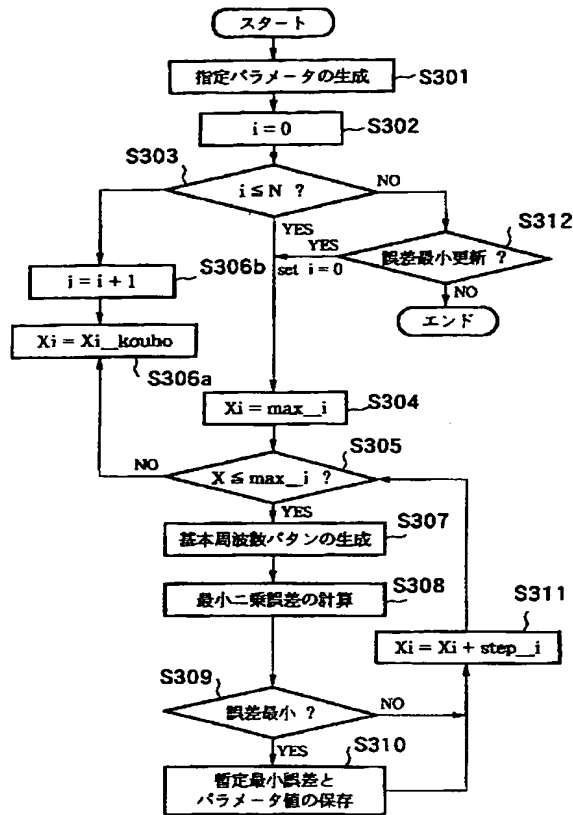 スタート
指定パラメータの生成
S301
i = 0
S302
S303
i ≤ N ?
NO
YES
S312
誤差最小更新 ?
YES
set i = 0
NO
エンド
j = i + 1
S306b
Xi = Xi__koubo
S306a
Xi = max__i
S304
S305
X ≤ max__i ?
NO
YES
基本周波数パタンの生成
S307
最小二乗誤差の計算
S308
S311
Xi = Xi + step__i
S309
誤差最小 ?
NO
YES
S310
暫定最小誤差と
パラメータ値の保存